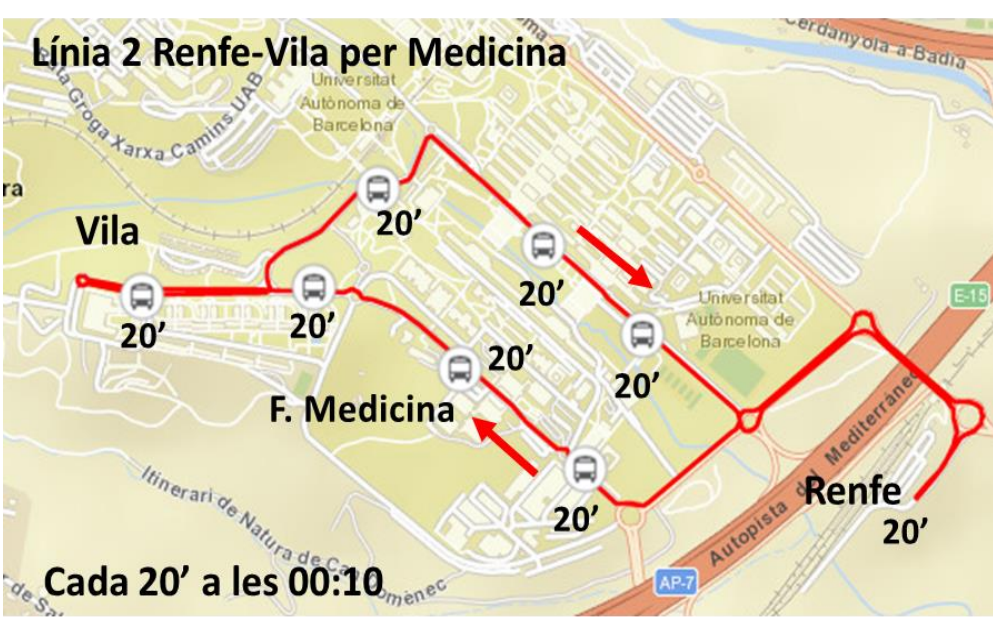 Línia 2 Renfe-Vila per Medicina
Cerdanyola a Badia
Universitat
Autònoma de
Barcelona
Groga Xarxa Camins UAB
ra
20'
Vila
20'
E-15
Universitat
Autònoma de
Barcelona
20'
20'
20'
20'
F. Medicina
Autopista del Mediterràne
Itinerari de Natura de Can Domènec
Renfe
20'
20'
Cada 20' a les 00:10
AP-7